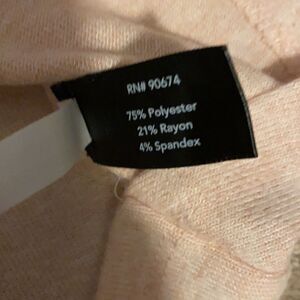 RN# 90674
75% Polyester
21% Rayon
4% Spandex